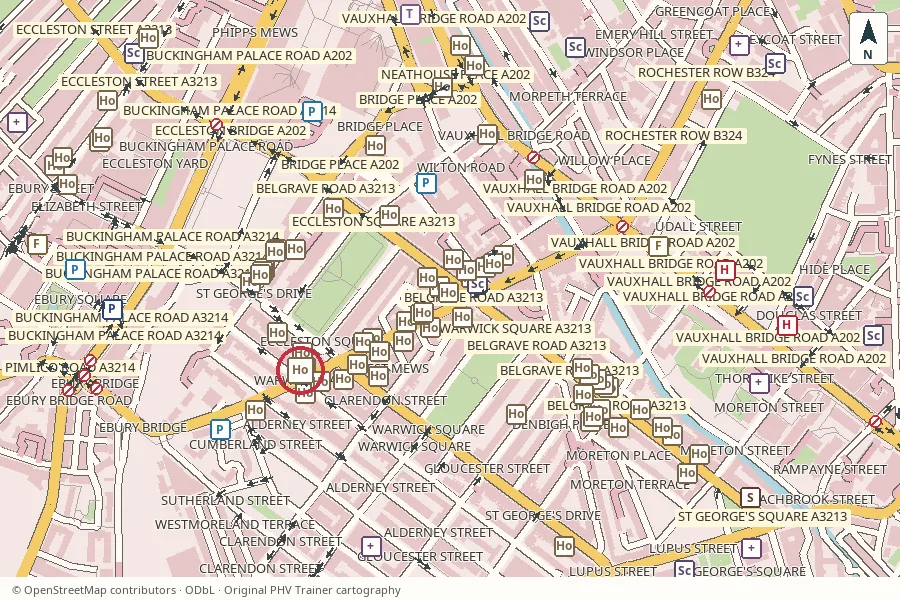 GREENCOAT PLACE
ECCLESTON STREET A3213
PHIPPS MEWS
VAUXHALL BRIDGE ROAD A202
EMERY HILL STREET
WINDSOR PLACE
BUCKINGHAM PALACE ROAD A202
ROCHESTER ROW B324
N
ECCLESTON STREET A3213
NEATHOUSE PLACE A202
MORPETH TERRACE
BRIDGE PLACE A202
BUCKINGHAM PALACE ROAD A3214
BRIDGE PLACE
ECCLESTON BRIDGE A202
VAUXHALL BRIDGE ROAD
ROCHESTER ROW B324
BUCKINGHAM PALACE ROAD
ECCLESTON YARD
BRIDGE PLACE A202
WILTON ROAD
WILLOW PLACE
FYNES STREET
EBURY STREET
BELGRAVE ROAD A3213
VAUXHALL BRIDGE ROAD A202
ELIZABETH STREET
VAUXHALL BRIDGE ROAD A202
ECCLESTON SQUARE A3213
UDALL STREET
BUCKINGHAM PALACE ROAD A3214
VAUXHALL BRIDGE ROAD A202
BUCKINGHAM PALACE ROAD A3214
VAUXHALL BRIDGE ROAD A202
BUCKINGHAM PALACE ROAD A3214
HIDE PLACE
VAUXHALL BRIDGE ROAD A202
ST GEORGE'S DRIVE
EBURY SQUARE
BELGRAVE ROAD A3213
VAUXHALL BRIDGE ROAD A202
BUCKINGHAM PALACE ROAD A3214
DOUGLAS STREET
BUCKINGHAM PALACE ROAD A3214
WARWICK SQUARE A3213
VAUXHALL BRIDGE ROAD A202
BELGRAVE ROAD A3213
VAUXHALL BRIDGE ROAD A202
PIMLICO ROAD A3214
MEWS
BELGRAVE ROAD A3213
THORNDIKE STREET
EBURY BRIDGE
EBURY BRIDGE ROAD
CLARENDON STREET
BELGRAVE ROAD A3213
MORETON STREET
EBURY BRIDGE
ALDERNEY STREET
WARWICK SQUARE
DENBIGH PLACE
CUMBERLAND STREET
WARWICK SQUARE
MORETON PLACE
MORETON STREET
GLOUCESTER STREET
RAMPAYNE STREET
ALDERNEY STREET
MORETON TERRACE
SUTHERLAND STREET
ST GEORGE'S DRIVE
ST GEORGE'S SQUARE A3213
WESTMORELAND TERRACE
ALDERNEY STREET
CLARENDON STREET
GLOUCESTER STREET
LUPUS STREET
CLARENDON STREET
LUPUS STREET
© OpenStreetMap contributors · ODbL · Original PHV Trainer cartography